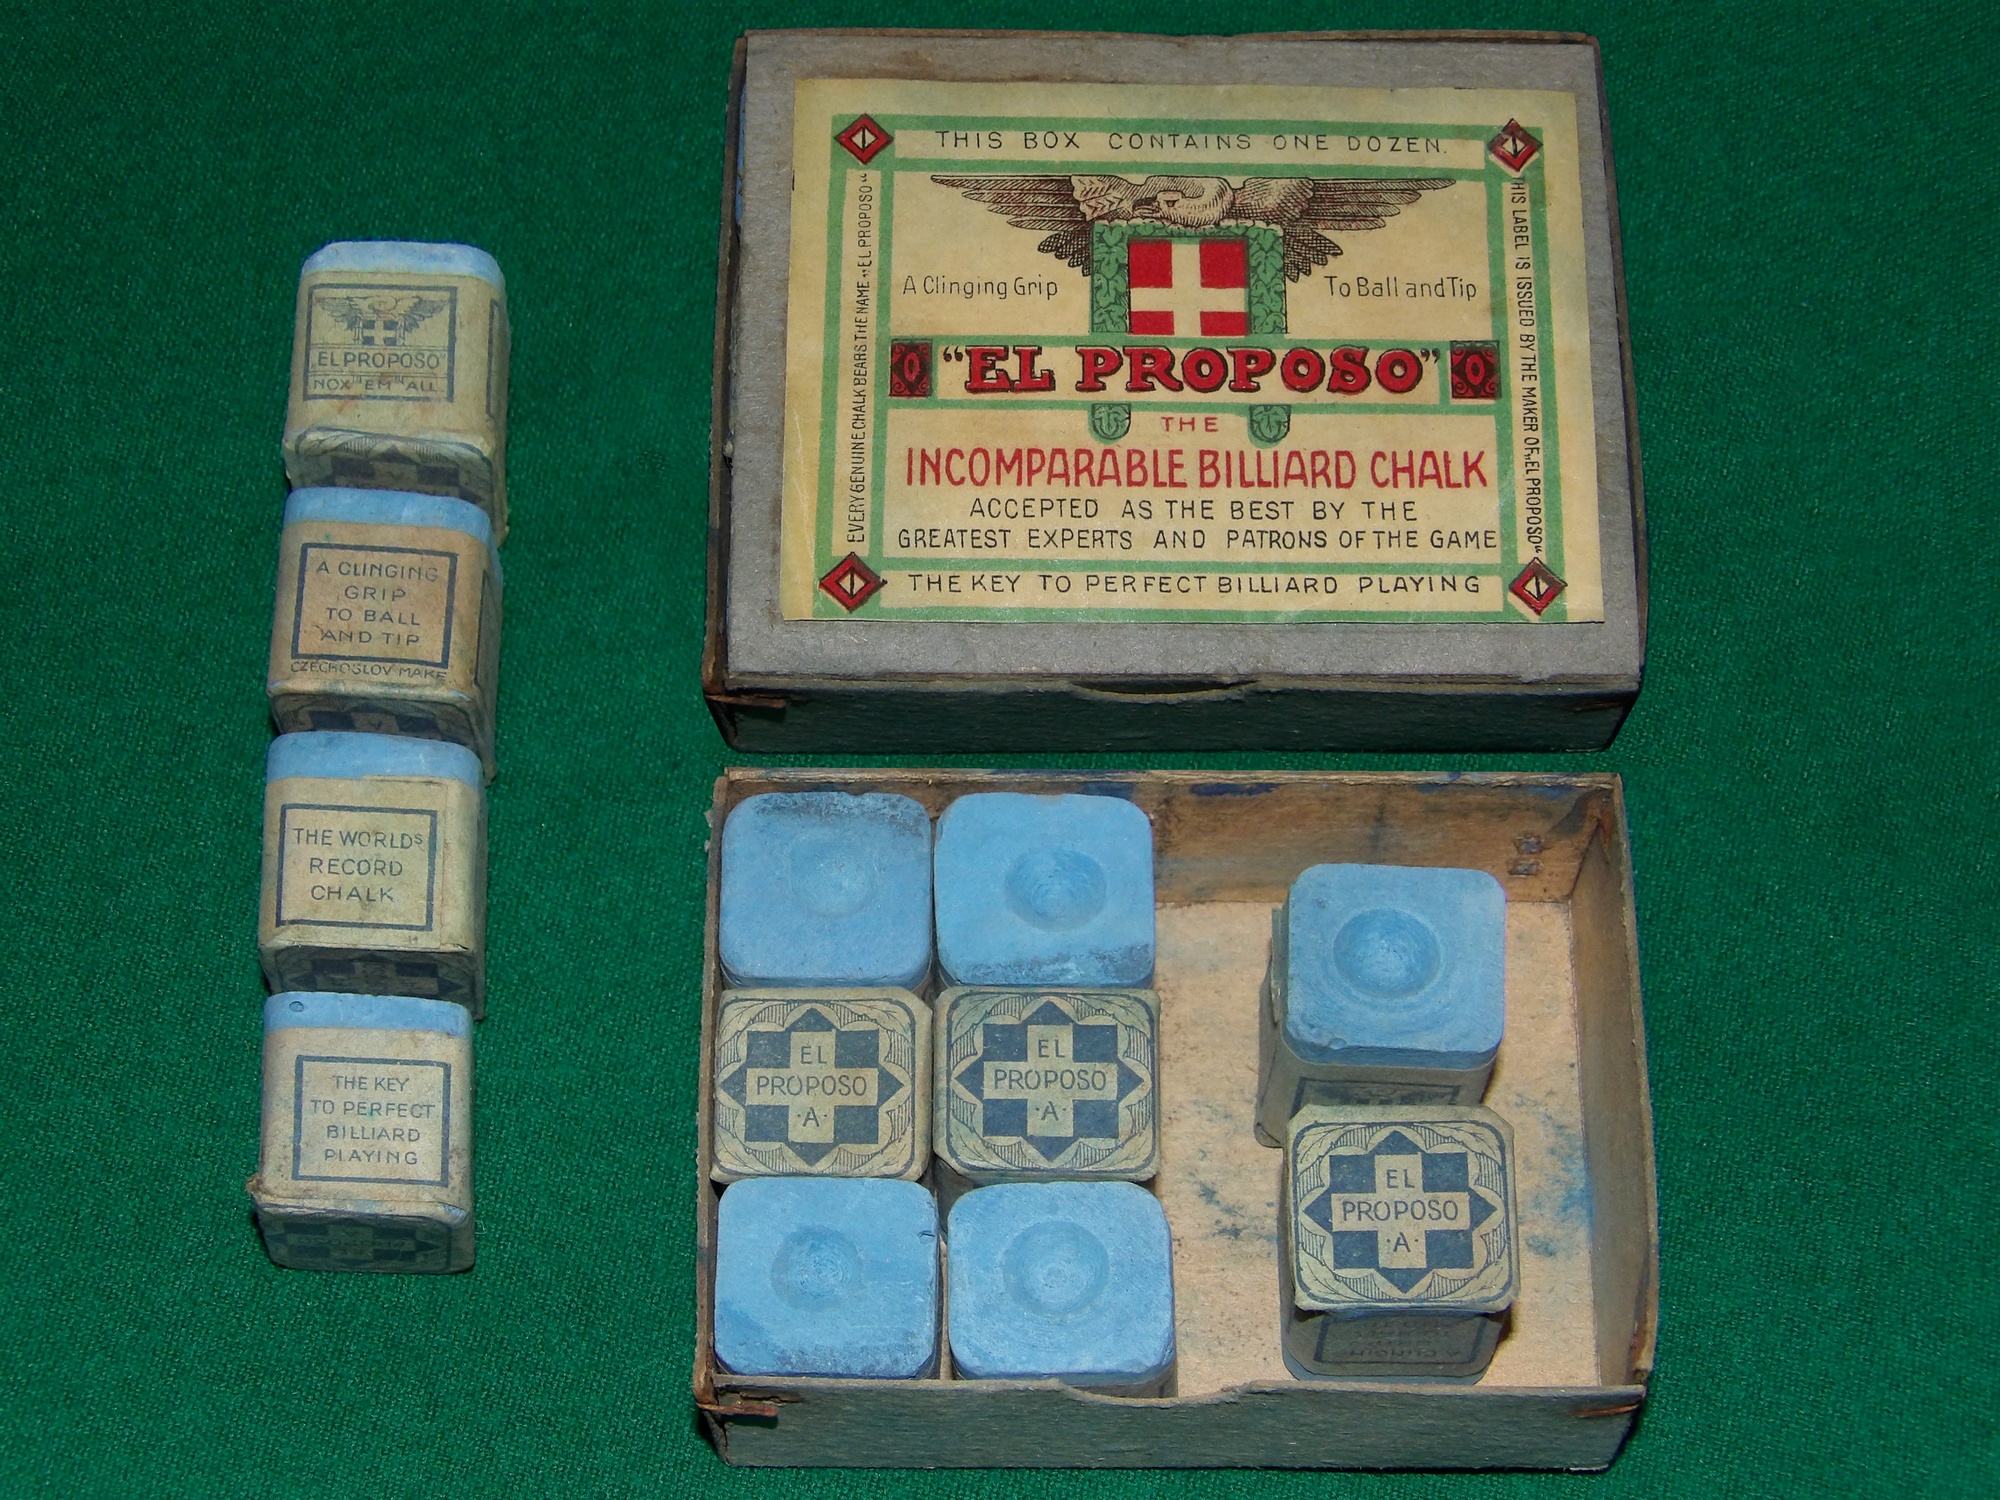 THIS BOX CONTAINS ONE DOZEN.
A Clinging Grip
To Ball and Tip
"EL PROPOSO"
THE
INCOMPARABLE BILLIARD CHALK
ACCEPTED AS THE BEST BY THE
GREATEST EXPERTS AND PATRONS OF THE GAME
THE KEY TO PERFECT BILLIARD PLAYING
EVERY GENUINE CHALK BEARS THE NAME „EL PROPOSO“
THIS LABEL IS ISSUED BY THE MAKER OF „EL PROPOSO“
„EL PROPOSO“
NOX "EM" ALL
A CLINGING
GRIP
TO BALL
AND TIP
CZECHOSLOV MAKE
THE WORLDS
RECORD
CHALK
THE KEY
TO PERFECT
BILLIARD
PLAYING
EL
PROPOSO
·A·
EL
PROPOSO
·A·
EL
PROPOSO
·A·